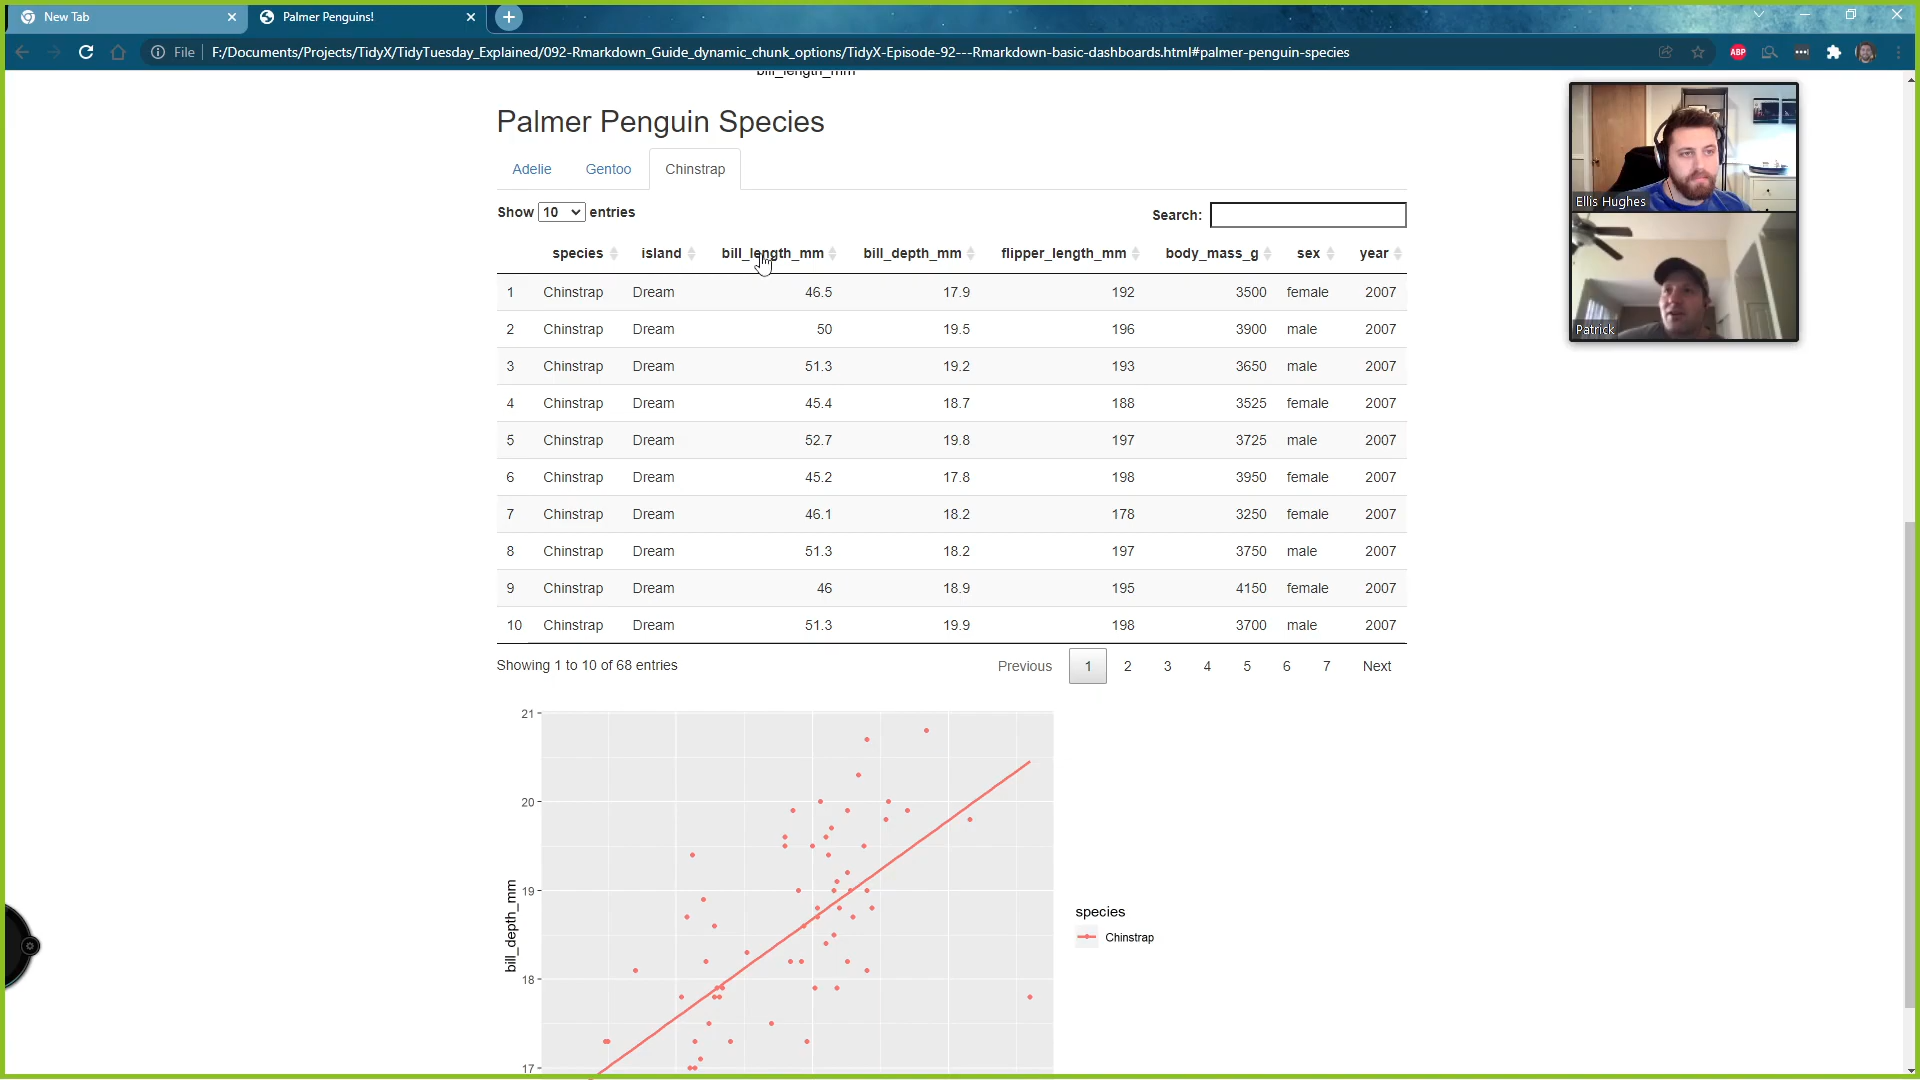 New Tab
Palmer Penguins!
File F:/Documents/Projects/TidyX/TidyTuesday_Explained/092-Rmarkdown_Guide_dynamic_chunk_options/TidyX-Episode-92---Rmarkdown-basic-dashboards.html#palmer-penguin-species
ABP
bill_length_mm
Palmer Penguin Species
Adelie Gentoo Chinstrap
Show 10 entries
Search:
species island bill_length_mm bill_depth_mm flipper_length_mm body_mass_g sex year
1 Chinstrap Dream 46.5 17.9 192 3500 female 2007
2 Chinstrap Dream 50 19.5 196 3900 male 2007
3 Chinstrap Dream 51.3 19.2 193 3650 male 2007
4 Chinstrap Dream 45.4 18.7 188 3525 female 2007
5 Chinstrap Dream 52.7 19.8 197 3725 male 2007
6 Chinstrap Dream 45.2 17.8 198 3950 female 2007
7 Chinstrap Dream 46.1 18.2 178 3250 female 2007
8 Chinstrap Dream 51.3 18.2 197 3750 male 2007
9 Chinstrap Dream 46 18.9 195 4150 female 2007
10 Chinstrap Dream 51.3 19.9 198 3700 male 2007
Showing 1 to 10 of 68 entries
Previous 1 2 3 4 5 6 7 Next
21
20
19
18
17
bill_depth_mm
species
Chinstrap
Ellis Hughes
Patrick